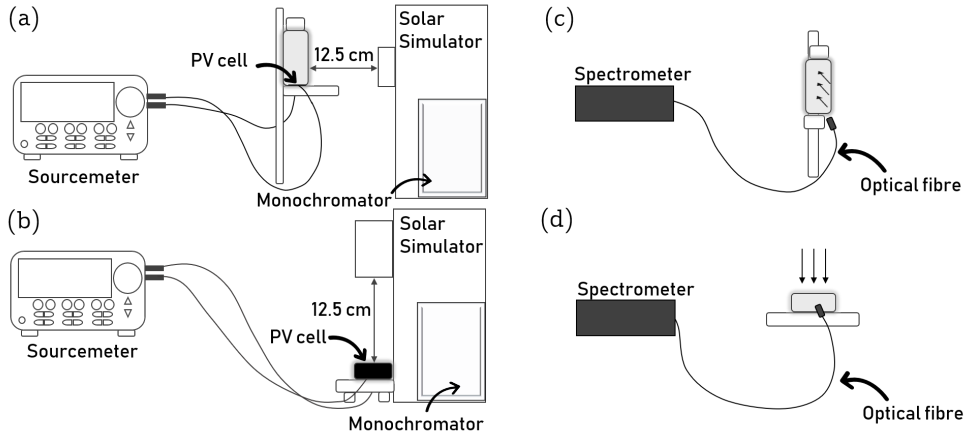 (a)
Solar
Simulator
PV cell
12.5 cm
Sourcemeter
Monochromator
(b)
Solar
Simulator
12.5 cm
PV cell
Sourcemeter
Monochromator
(c)
Spectrometer
Optical fibre
(d)
Spectrometer
Optical fibre